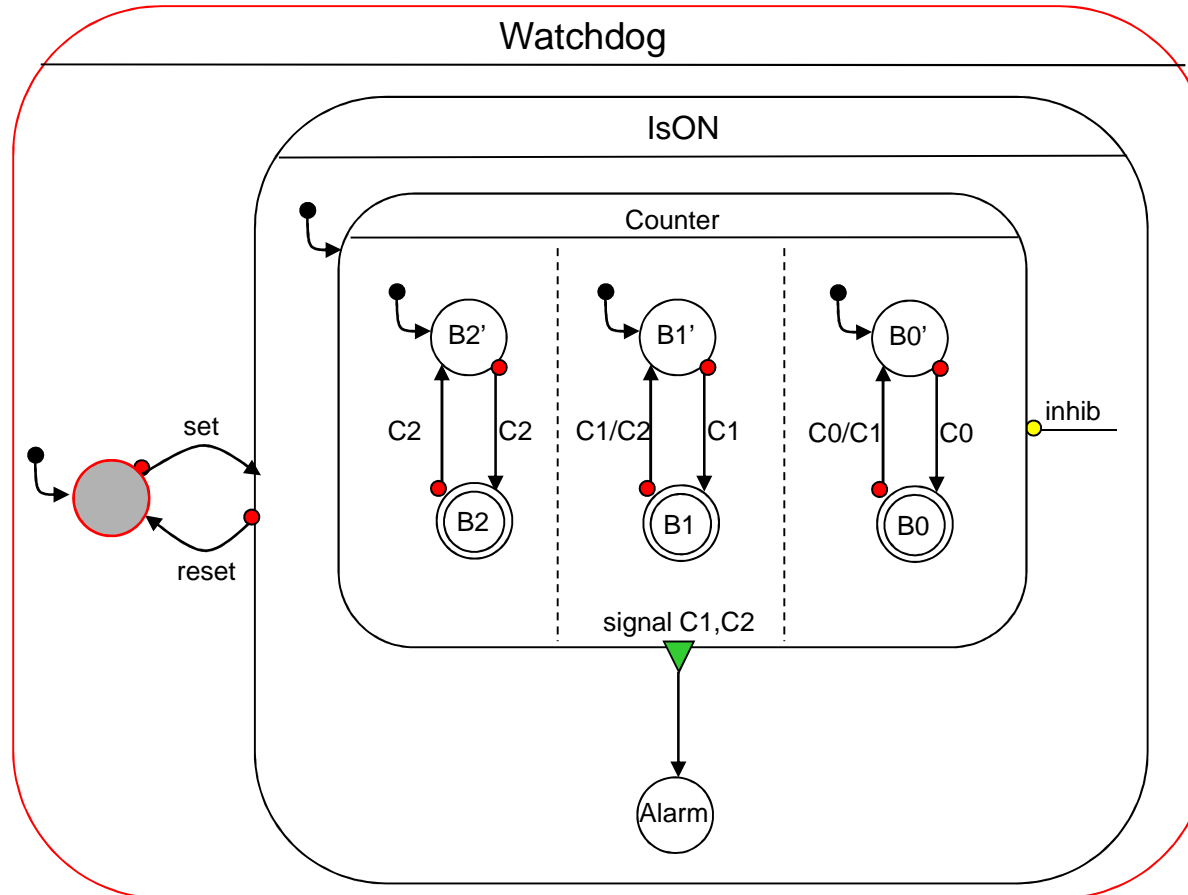 Watchdog
IsON
Counter
B2’
B1’
B0’
inhib
set
C2
C2
C1/C2
C1
C0/C1
C0
B2
B1
B0
reset
signal C1,C2
Alarm